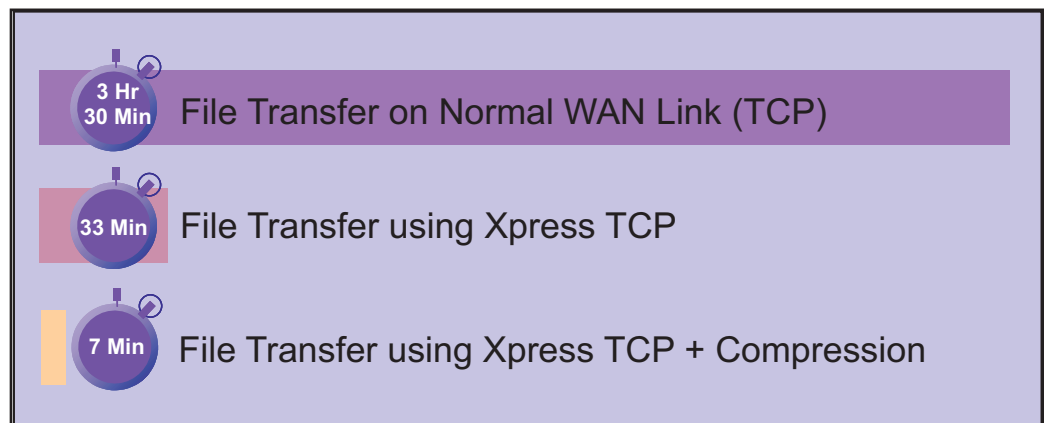 3 Hr
30 Min
File Transfer on Normal WAN Link (TCP)
33 Min
File Transfer using Xpress TCP
7 Min
File Transfer using Xpress TCP + Compression